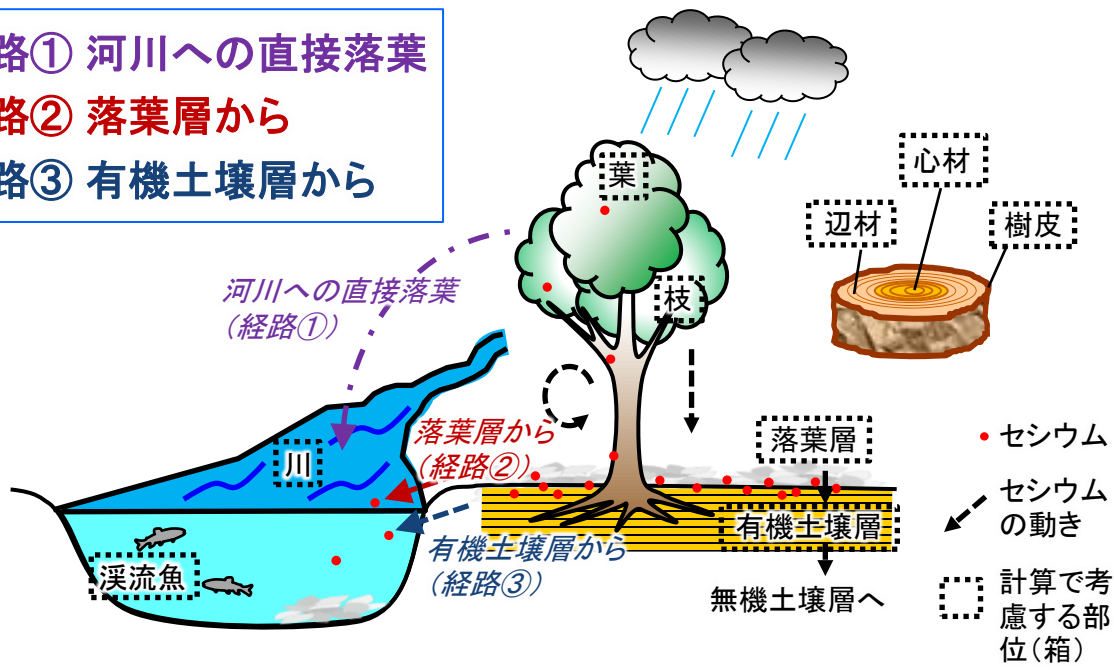 路① 河川への直接落葉
路② 落葉層から
路③ 有機土壌層から
葉
心材
辺材
樹皮
枝
河川への直接落葉
（経路①）
落葉層から
（経路②）
川
落葉層
セシウム
セシウム
の動き
有機土壌層
有機土壌層から
（経路③）
渓流魚
無機土壌層へ
計算で考
慮する部
位（箱）